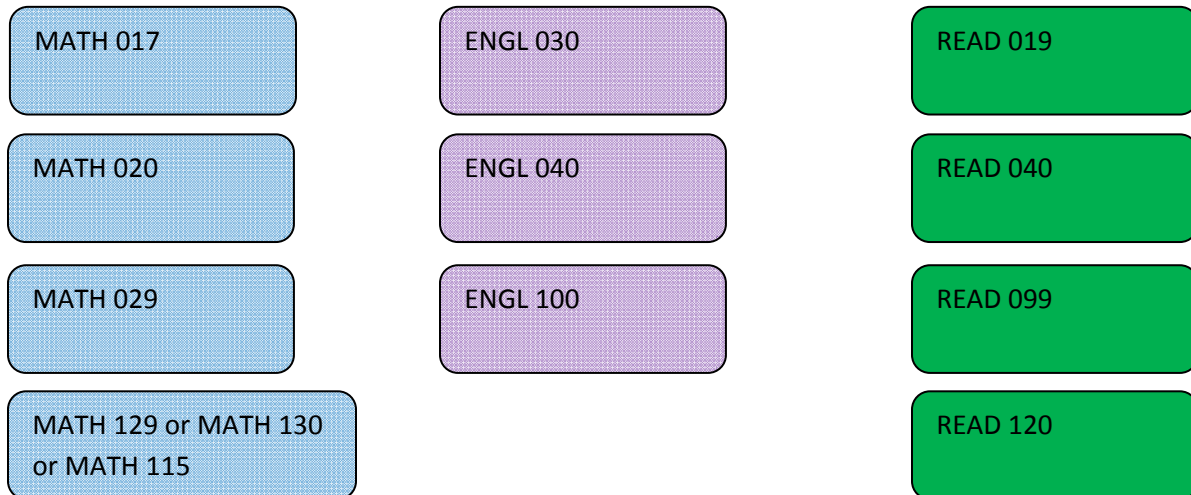 MATH 017
ENGL 030
READ 019
MATH 020
ENGL 040
READ 040
MATH 029
ENGL 100
READ 099
MATH 129 or MATH 130
or MATH 115
READ 120